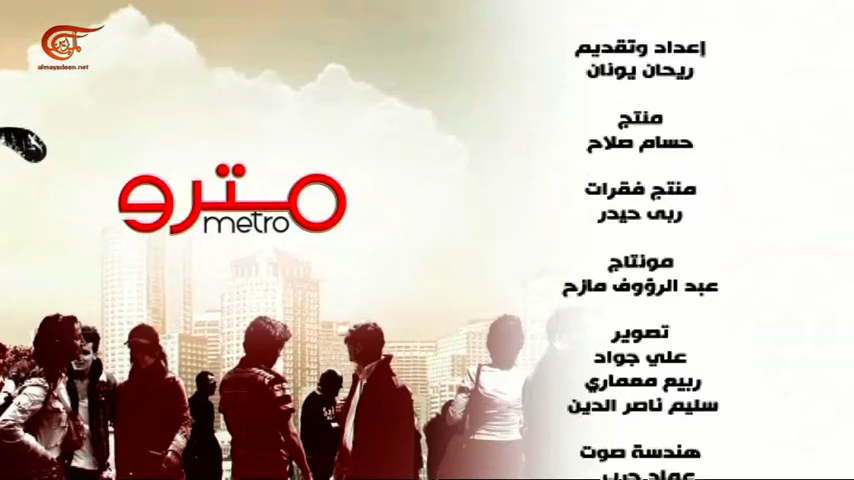 almayadeen.net
مترو
metro
إعداد وتقديم
ريحان يونان
منتج
حسام صلاح
منتج فقرات
ربى حيدر
مونتاج
عبد الرؤوف مازح
تصوير
علي جواد
ربيع معماري
سليم ناصر الدين
هندسة صوت